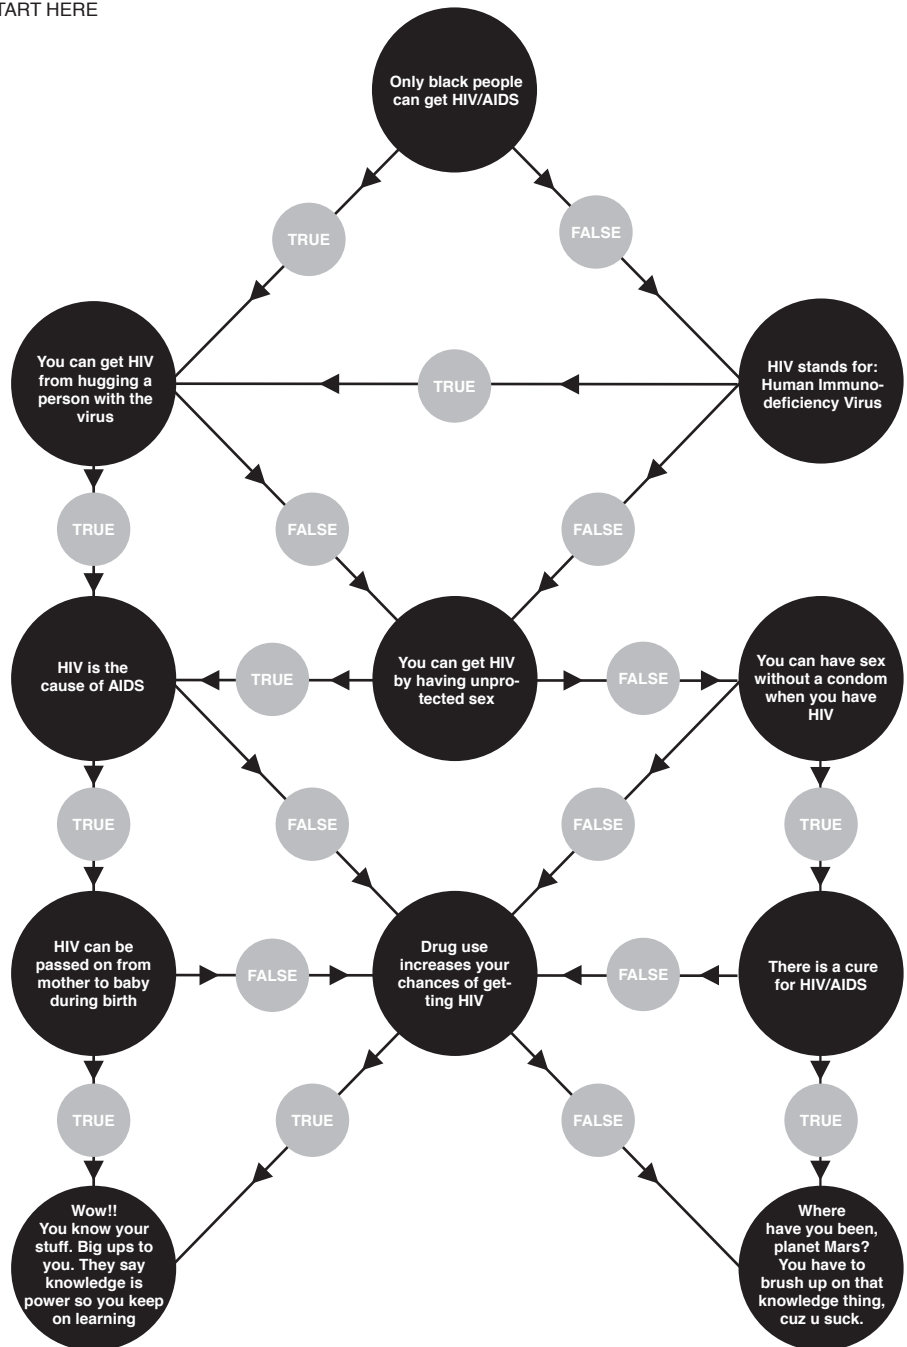 TART HERE
Only black people
can get HIV/AIDS
TRUE
FALSE
You can get HIV
from hugging a
person with the
virus
TRUE
HIV stands for:
Human Immuno-
deficiency Virus
TRUE
FALSE
FALSE
HIV is the
cause of AIDS
TRUE
You can get HIV
by having unpro-
tected sex
FALSE
You can have sex
without a condom
when you have
HIV
TRUE
FALSE
FALSE
TRUE
HIV can be
passed on from
mother to baby
during birth
FALSE
Drug use
increases your
chances of get-
ting HIV
FALSE
There is a cure
for HIV/AIDS
TRUE
TRUE
FALSE
TRUE
Wow!!
You know your
stuff. Big ups to
you. They say
knowledge is
power so you keep
on learning
Where
have you been,
planet Mars?
You have to
brush up on that
knowledge thing,
cuz u suck.